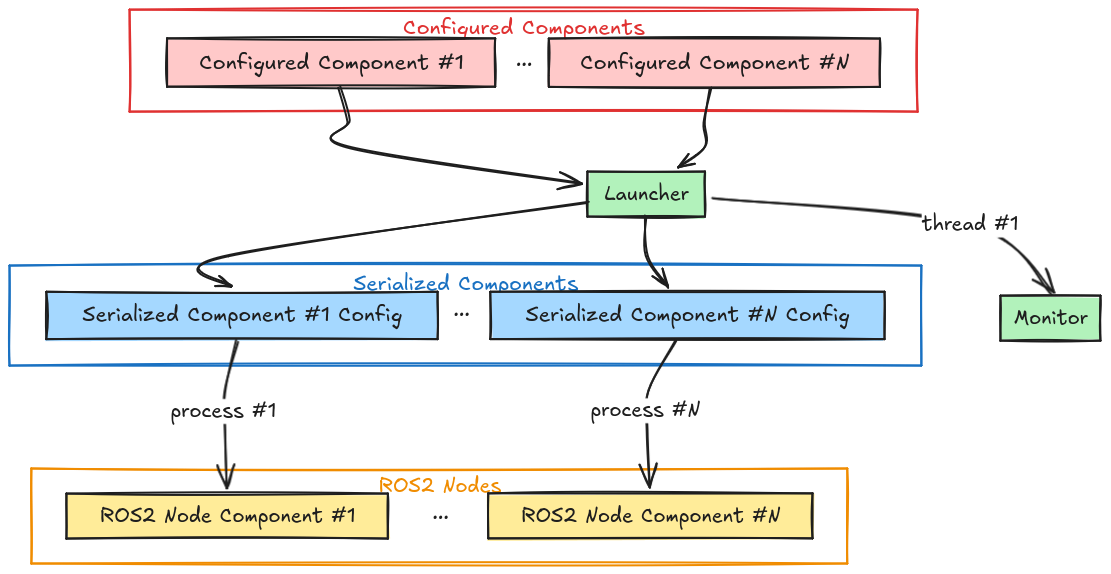 Configured Components
Configured Component #1
...
Configured Component #N
Launcher
thread #1
Serialized Components
Serialized Component #1 Config
...
Serialized Component #N Config
Monitor
process #1
process #N
ROS2 Nodes
ROS2 Node Component #1
...
ROS2 Node Component #N